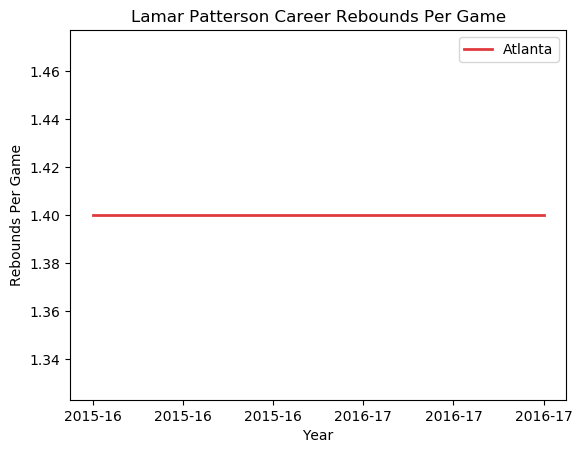 Lamar Patterson Career Rebounds Per Game
Atlanta
1.46
1.44
1.42
1.40
1.38
1.36
1.34
Rebounds Per Game
2015-16 2015-16 2015-16 2016-17 2016-17 2016-17
Year